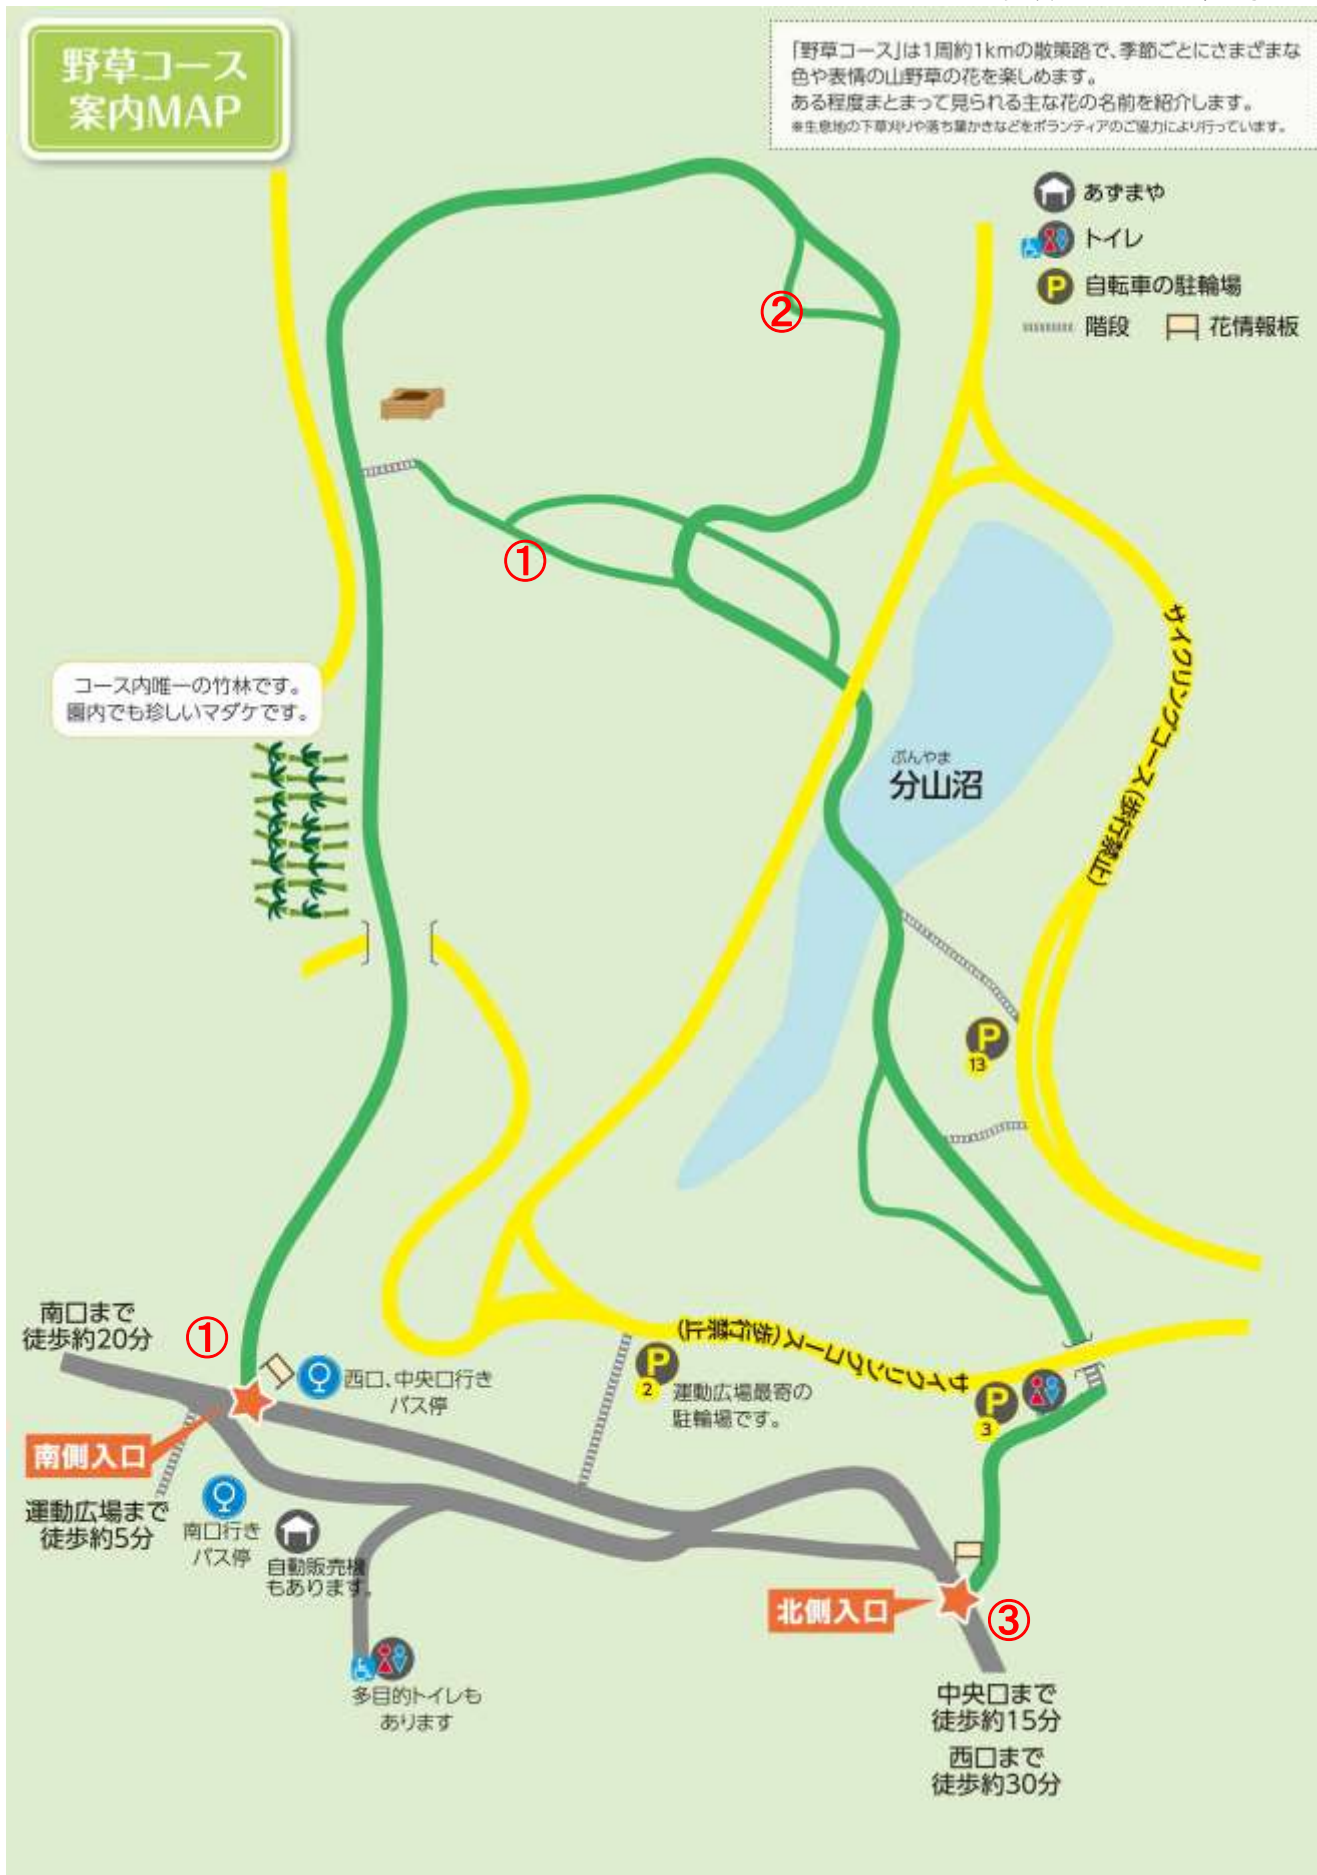 野草コース
案内MAP
「野草コース」は1周約1kmの散策路で、季節ごとにさまざまな
色や表情の山野草の花を楽しめます。
ある程度まとまって見られる主な花の名前を紹介します。
※生息地の下草刈りや落ち葉かきなどをボランティアのご協力により行っています。
あずまや
トイレ
P 自転車の駐輪場
階段 花情報板
②
①
コース内唯一の竹林です。
園内でも珍しいマダケです。
サイクリングコース(歩行禁止)
ぶんやま
分山沼
P
13
南口まで
徒歩約20分
①
西口、中央口行き
バス停
南側入口
運動広場まで
徒歩約5分
南口行き
バス停
自動販売機
もあります。
P
2
運動広場最寄の
駐輪場です。
サイクリングコース(歩行禁止)
P
3
北側入口
③
多目的トイレも
あります
中央口まで
徒歩約15分
西口まで
徒歩約30分